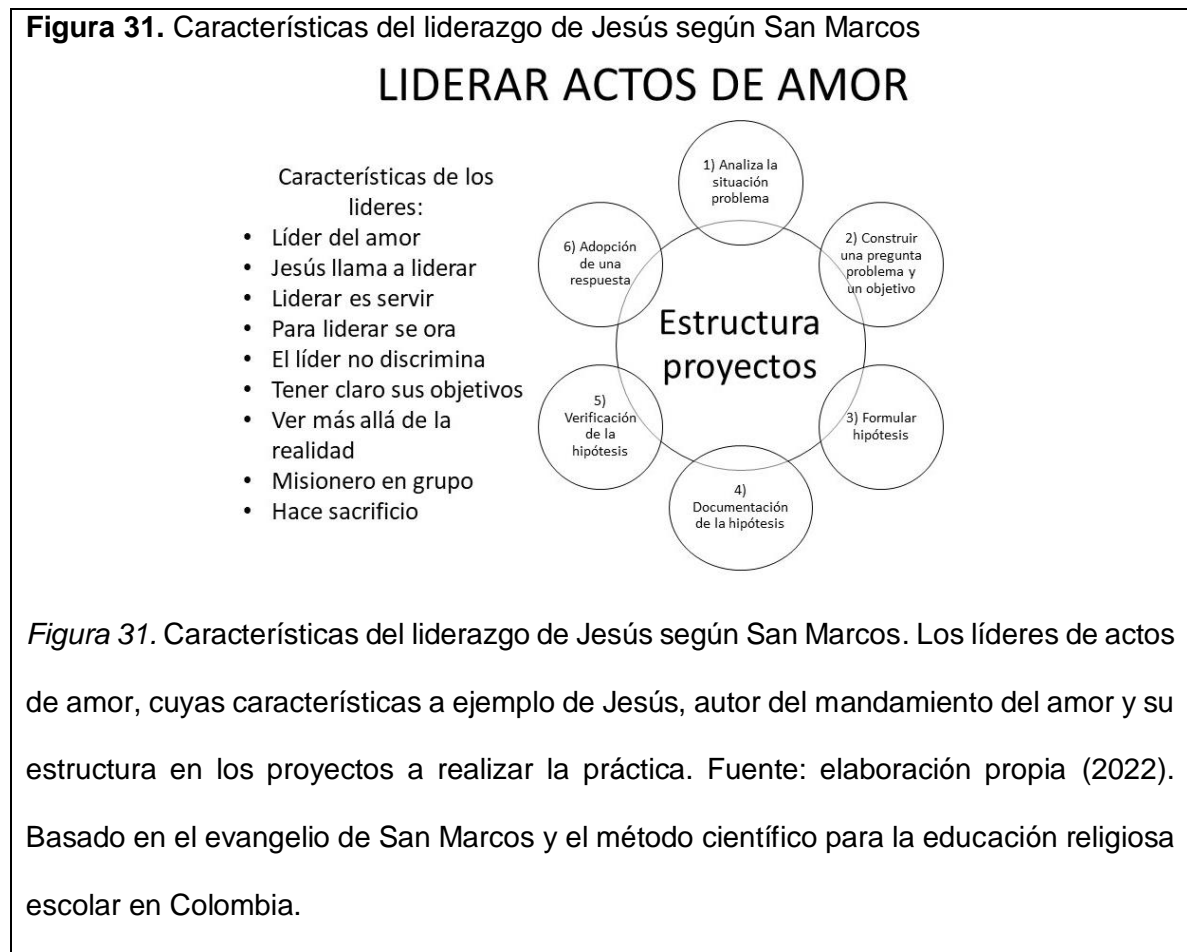 Figura 31. Características del liderazgo de Jesús según San Marcos
LIDERAR ACTOS DE AMOR
Características de los
lideres:
• Líder del amor
• Jesús llama a liderar
• Liderar es servir
• Para liderar se ora
• El líder no discrimina
• Tener claro sus objetivos
• Ver más allá de la
realidad
• Misionero en grupo
• Hace sacrificio
Estructura
proyectos
1) Analiza la
situación
problema
2) Construir
una pregunta
problema y
un objetivo
3) Formular
hipótesis
4)
Documentación
de la hipótesis
5)
Verificación
de la
hipótesis
6) Adopción
de una
respuesta
Figura 31. Características del liderazgo de Jesús según San Marcos. Los líderes de actos
de amor, cuyas características a ejemplo de Jesús, autor del mandamiento del amor y su
estructura en los proyectos a realizar la práctica. Fuente: elaboración propia (2022).
Basado en el evangelio de San Marcos y el método científico para la educación religiosa
escolar en Colombia.